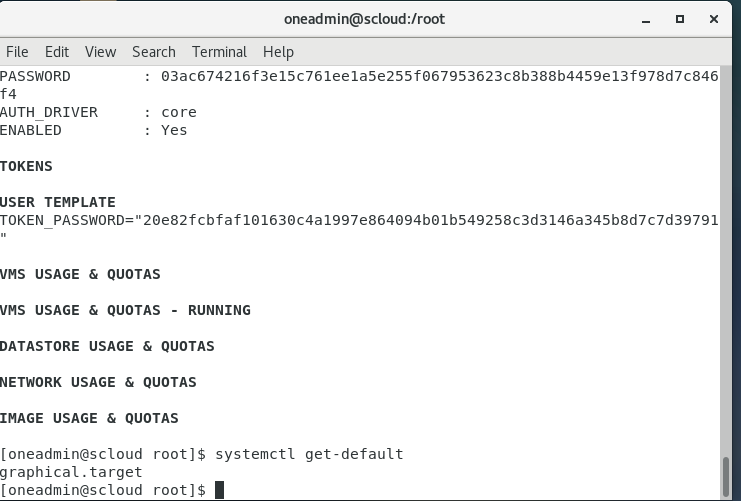 oneadmin@scloud:/root
File Edit View Search Terminal Help
PASSWORD        : 03ac674216f3e15c761ee1a5e255f067953623c8b388b4459e13f978d7c846
f4
AUTH_DRIVER     : core
ENABLED         : Yes
TOKENS
USER TEMPLATE
TOKEN_PASSWORD="20e82fcbfaf101630c4a1997e864094b01b549258c3d3146a345b8d7c7d39791
"
VMS USAGE & QUOTAS
VMS USAGE & QUOTAS - RUNNING
DATASTORE USAGE & QUOTAS
NETWORK USAGE & QUOTAS
IMAGE USAGE & QUOTAS
[oneadmin@scloud root]$ systemctl get-default
graphical.target
[oneadmin@scloud root]$